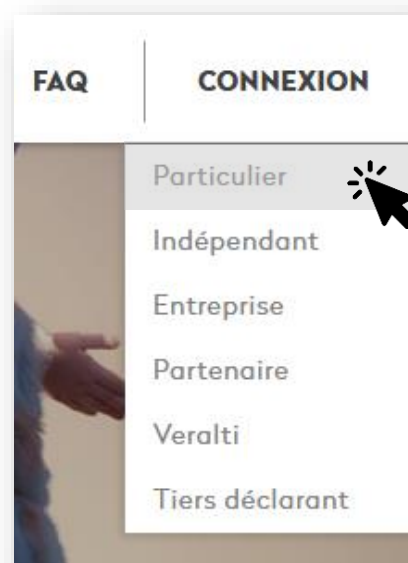 FAQ
CONNEXION
Particulier
Indépendant
Entreprise
Partenaire
Veralti
Tiers déclarant